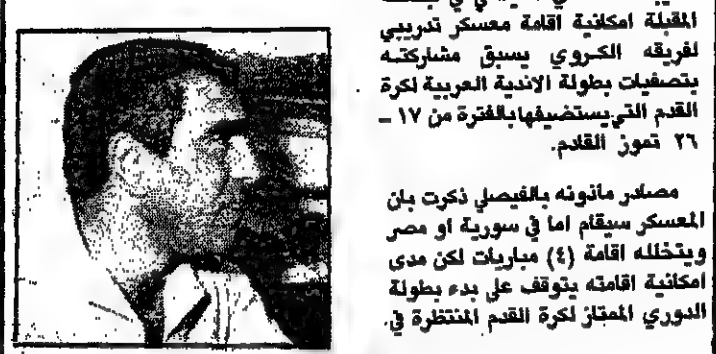 المقبلة امكانية اقامة معسكر تدريبي
لفريقه الكروي يسبق مشاركته
بتصفيات بطولة الاندية العربية لكرة
القدم التي يستضيفها بالفترة من ١٧ -
٢٦ تموز القادم.
مصادر مأذونه بالفيصلي ذكرت بان
المعسكر سيقام اما في سورية او مصر
ويتخلله اقامة (٤) مباريات لكن مدى
امكانية اقامته يتوقف على بدء بطولة
الدوري الممتاز لكرة القدم المنتظرة في